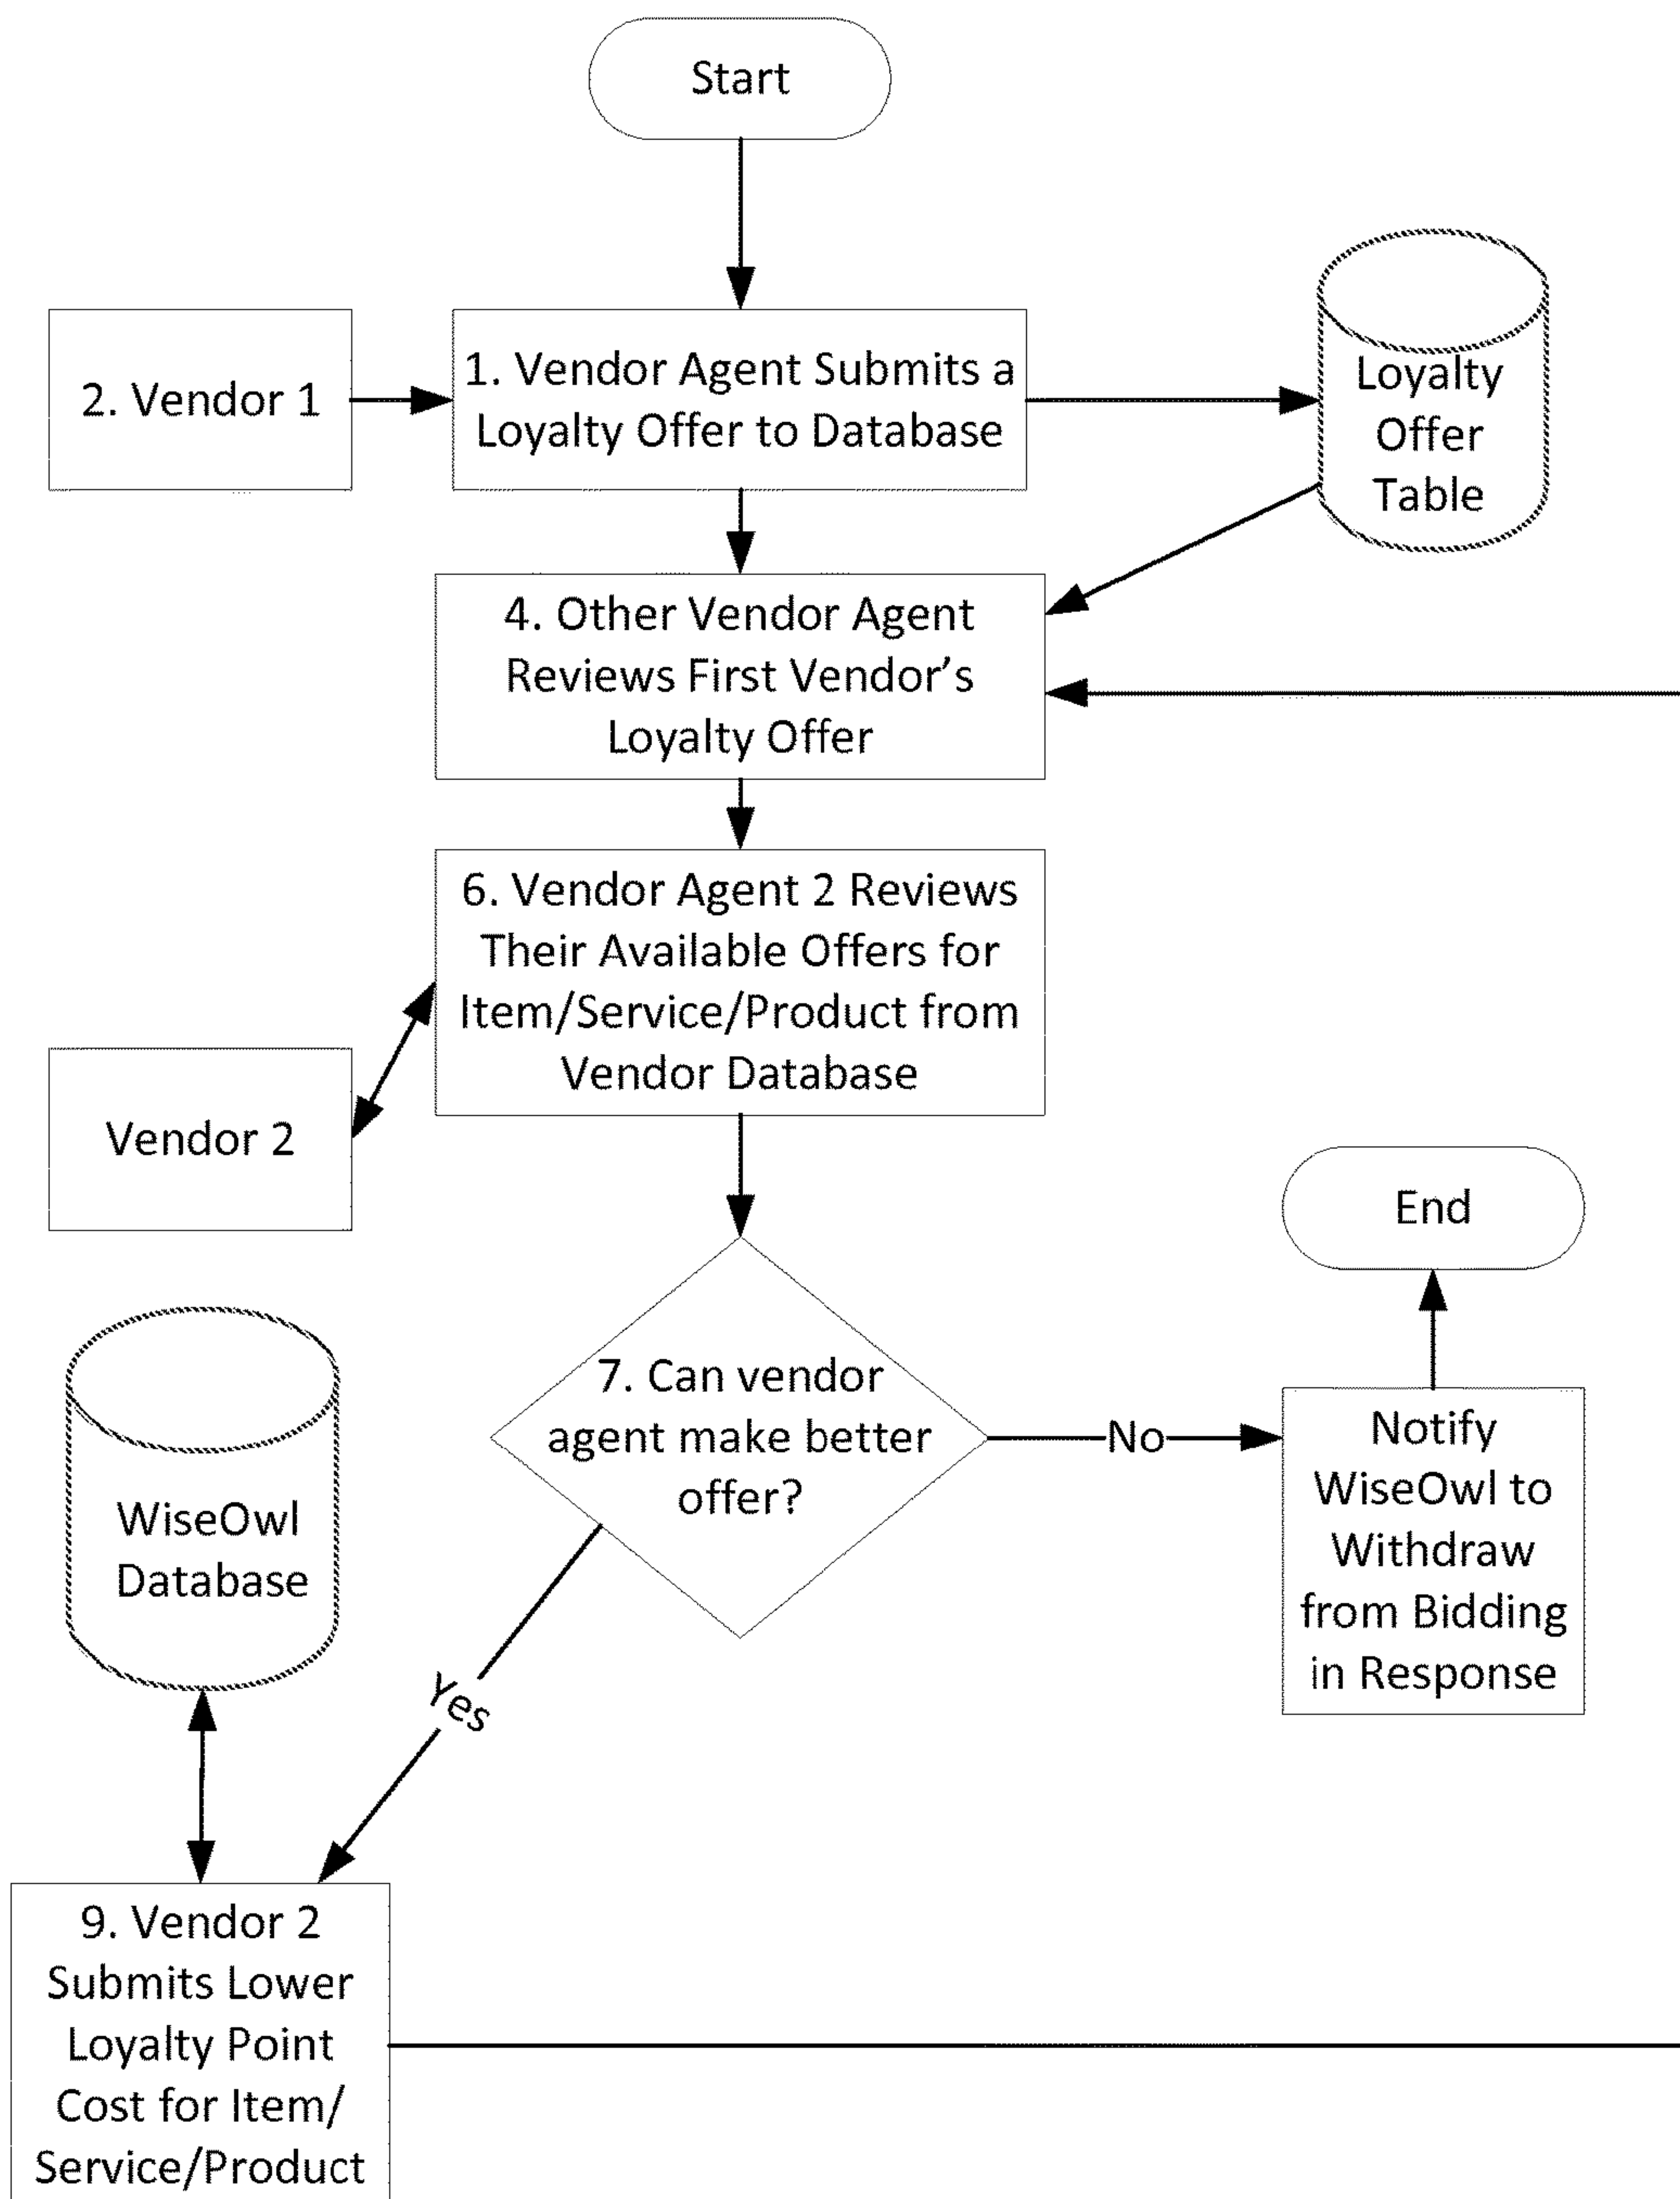 Start
2. Vendor 1
1. Vendor Agent Submits a
Loyalty Offer to Database
Loyalty
Offer
Table
4. Other Vendor Agent
Reviews First Vendor’s
Loyalty Offer
6. Vendor Agent 2 Reviews
Their Available Offers for
Item/Service/Product from
Vendor Database
Vendor 2
End
7. Can vendor
agent make better
offer?
No
Notify
WiseOwl to
Withdraw
from Bidding
in Response
WiseOwl
Database
Yes
9. Vendor 2
Submits Lower
Loyalty Point
Cost for Item/
Service/Product